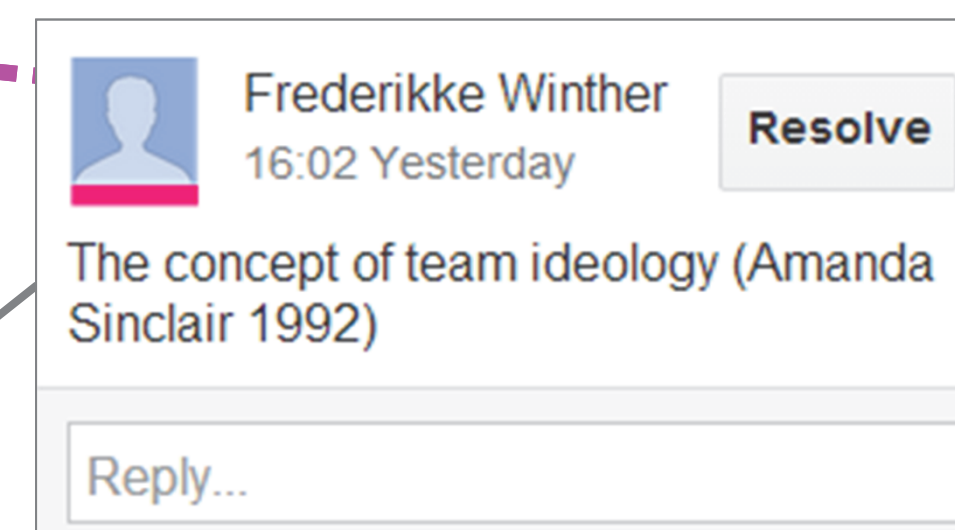 Frederikke Winther
Resolve
16:02 Yesterday
The concept of team ideology (Amanda
Sinclair 1992)
Reply...